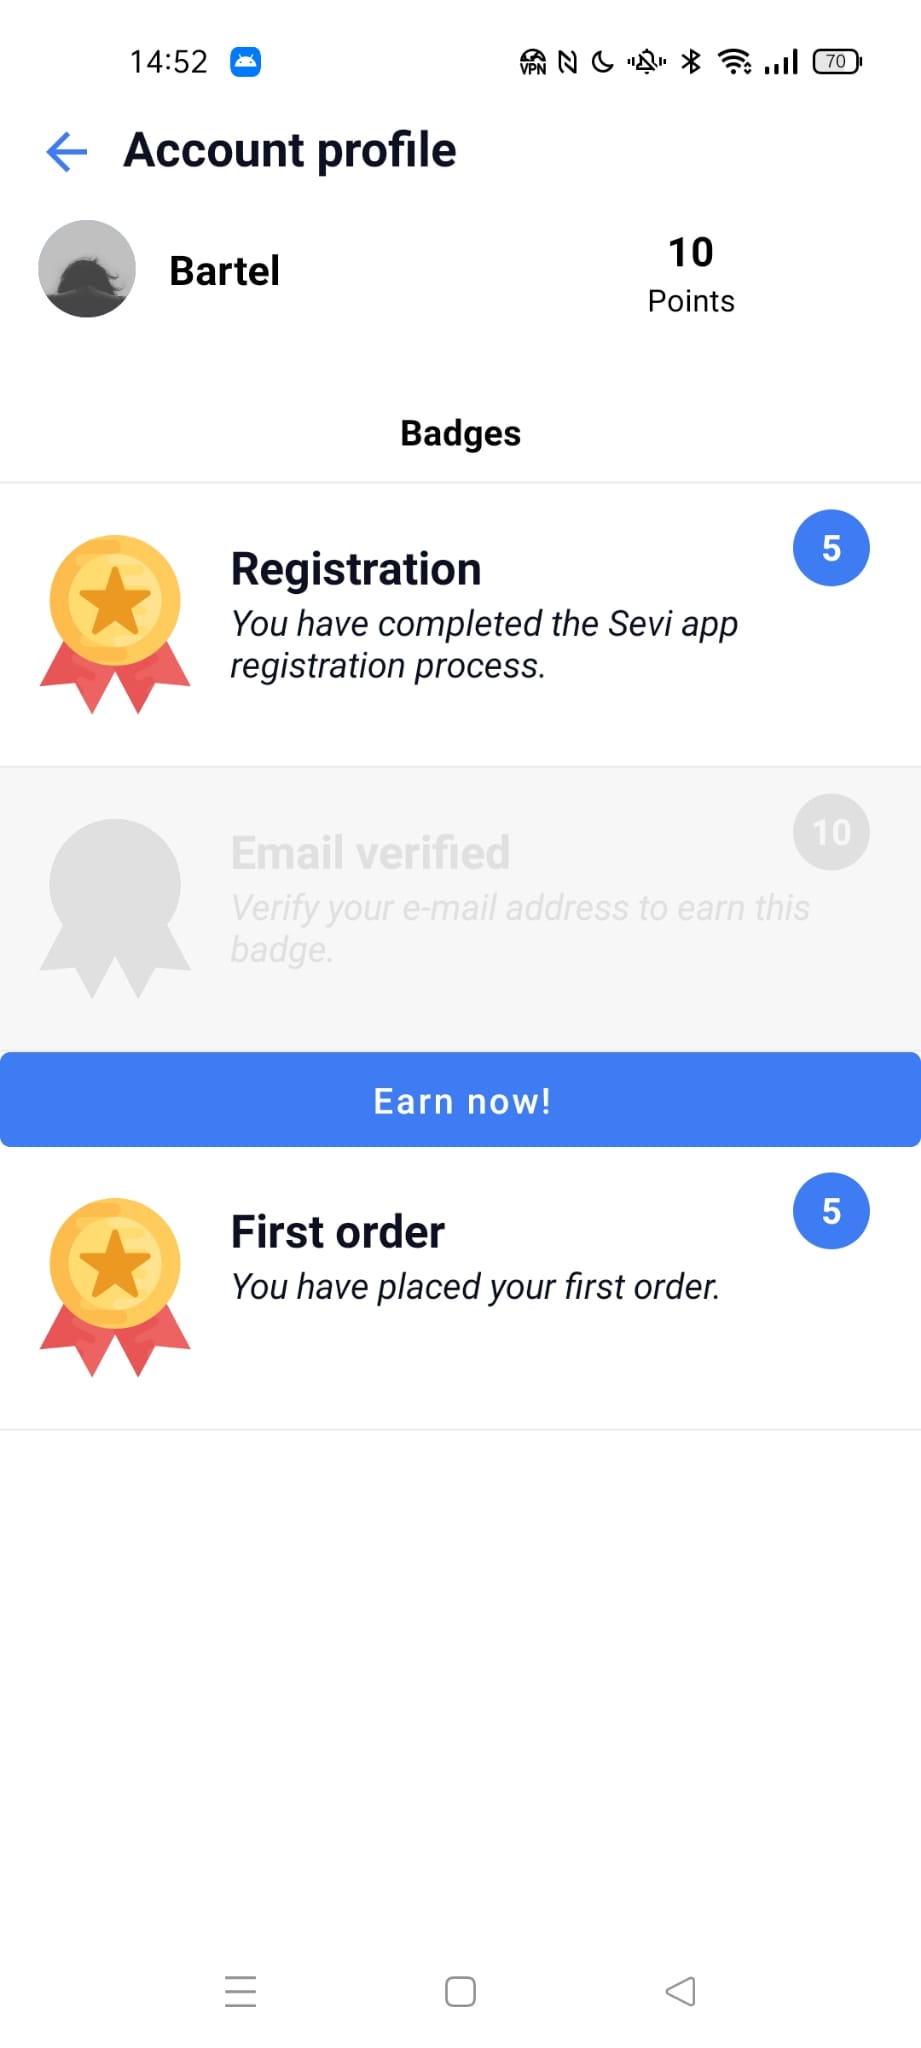 14:52
VPN
70
Account profile
Bartel
10
Points
Badges
5
Registration
You have completed the Sevi app
registration process.
10
Email verified
Verify your e-mail address to earn this
badge.
Earn now!
5
First order
You have placed your first order.